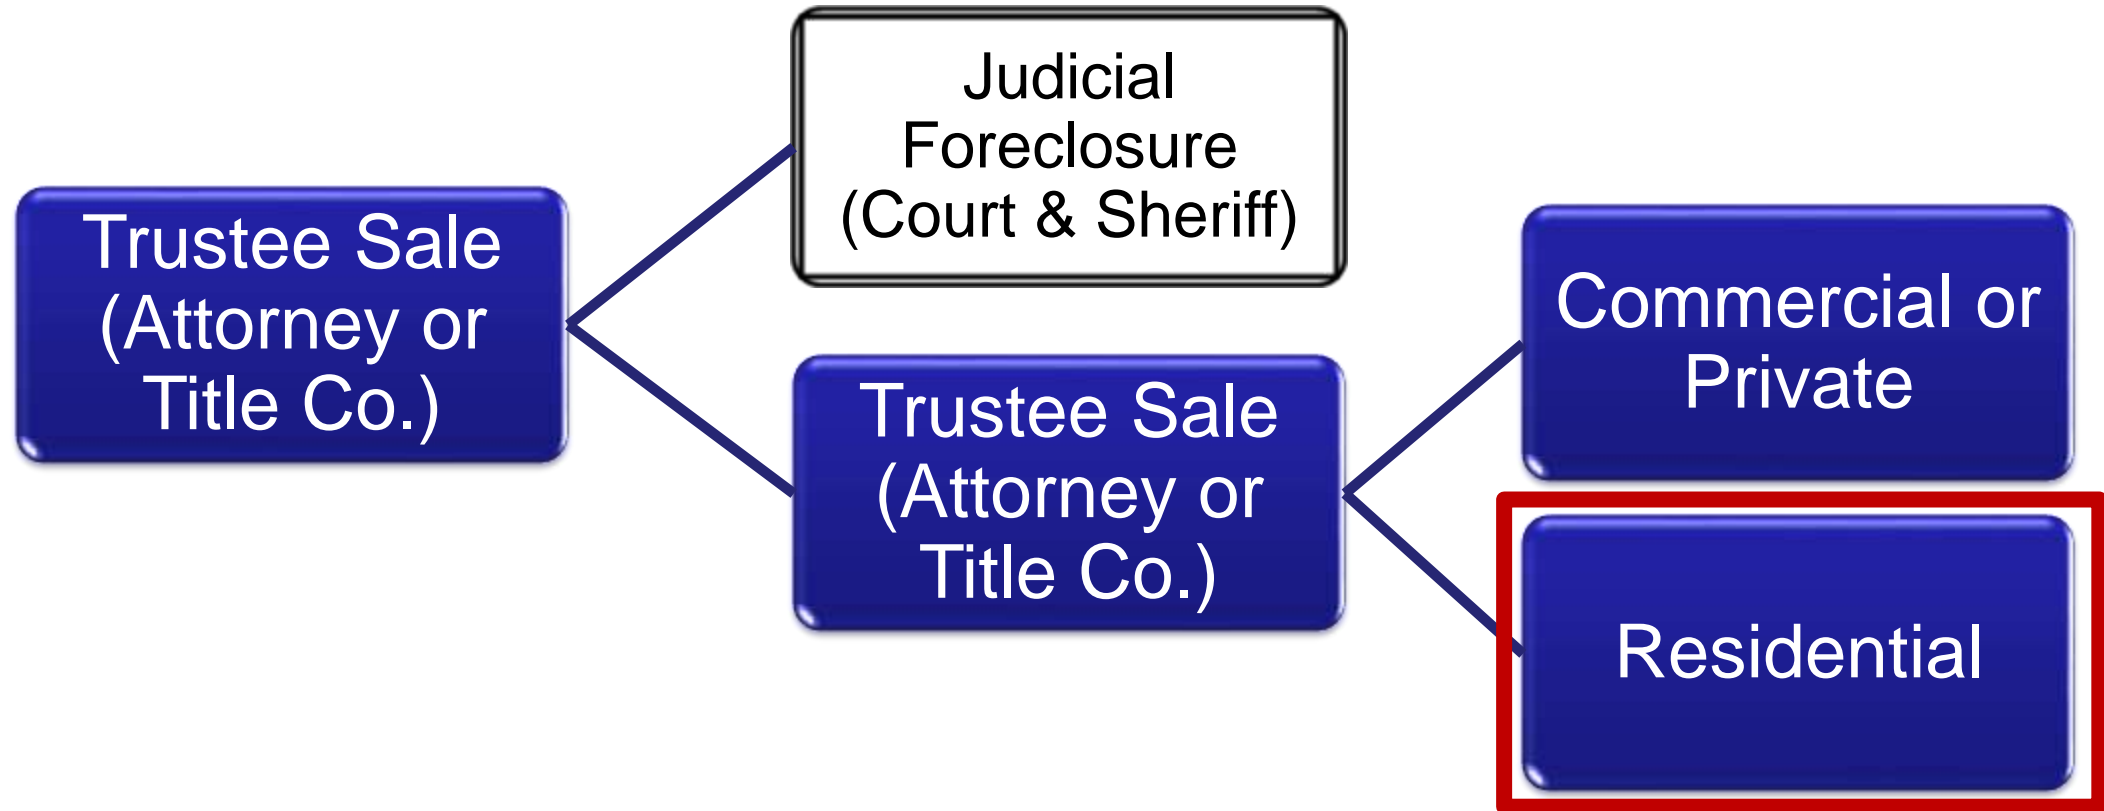 Trustee Sale
(Attorney or
Title Co.)
Judicial
Foreclosure
(Court & Sheriff)
Trustee Sale
(Attorney or
Title Co.)
Commercial or
Private
Residential